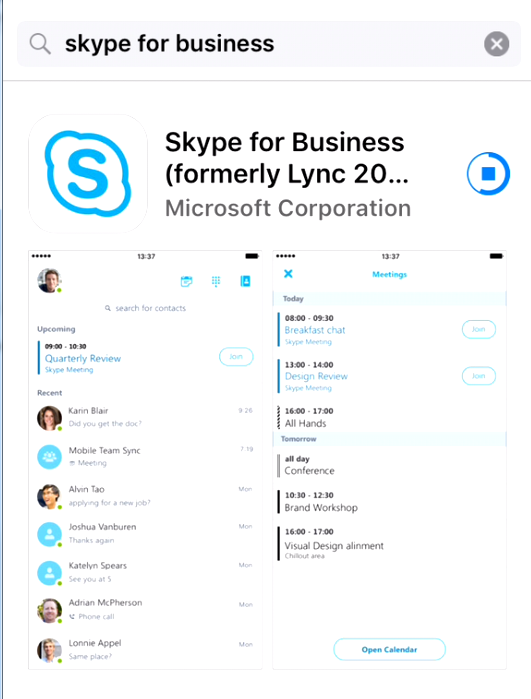 skype for business
S
Skype for Business
(formerly Lync 20...
Microsoft Corporation
13:37
search for contacts
Upcoming
09:00 - 10:30
Quarterly Review
Skype Meeting
Join
Recent
Karin Blair
9 26
Did you get the doc?
Mobile Team Sync
7 19
Meeting
Alvin Tao
Mon
applying for a new job?
Joshua Vanburen
Mon
Thanks again
Katelyn Spears
Mon
See you at 5
Adrian McPherson
Mon
Phone call
Lonnie Appel
Mon
Same place?
13:37
Meetings
Today
08:00 - 09:30
Breakfast chat
Skype Meeting
Join
13:00 - 14:00
Design Review
Skype Meeting
Join
16:00 - 17:00
All Hands
Tomorrow
all day
Conference
10:30 - 12:30
Brand Workshop
16:00 - 17:00
Visual Design alinment
Chillout area
Open Calendar